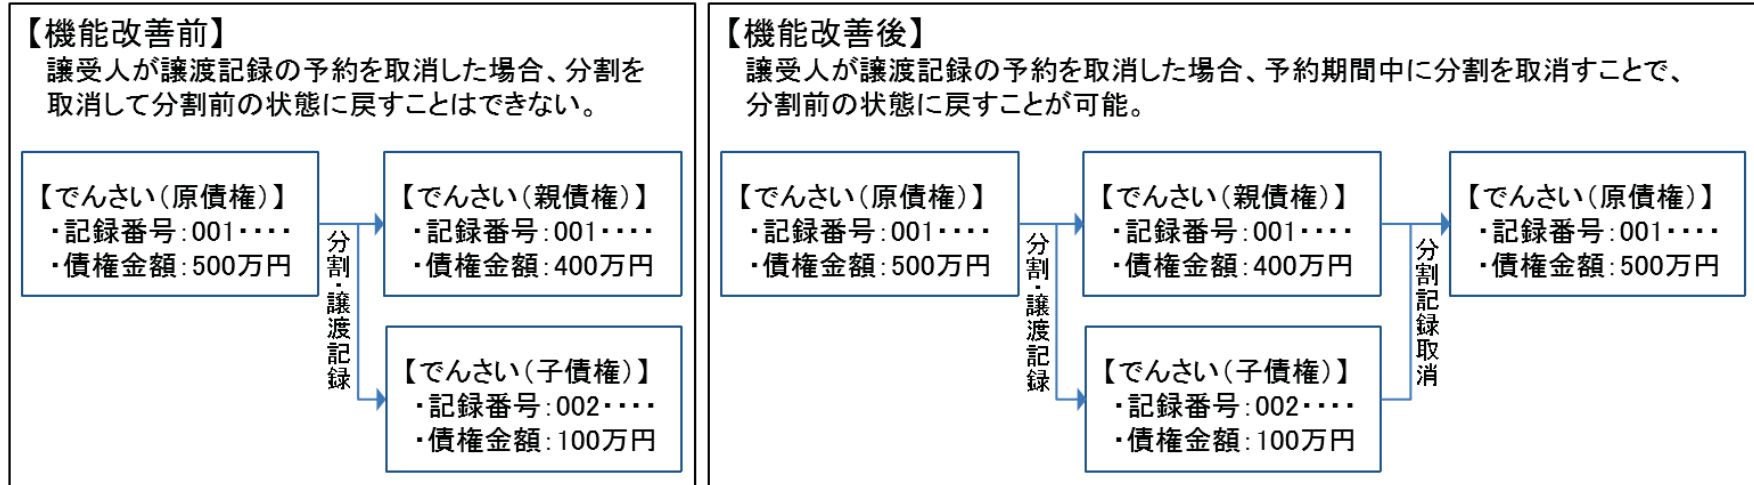 【機能改善前】
譲受人が譲渡記録の予約を取消した場合、分割を
取消して分割前の状態に戻すことはできない。
【でんさい（原債権）】
・記録番号：001・・・・
・債権金額：500万円
分割・譲渡記録
【でんさい（親債権）】
・記録番号：001・・・・
・債権金額：400万円
【でんさい（子債権）】
・記録番号：002・・・・
・債権金額：100万円
【機能改善後】
譲受人が譲渡記録の予約を取消した場合、予約期間中に分割を取消すことで、
分割前の状態に戻すことが可能。
【でんさい（原債権）】
・記録番号：001・・・・
・債権金額：500万円
分割・譲渡記録
【でんさい（親債権）】
・記録番号：001・・・・
・債権金額：400万円
【でんさい（子債権）】
・記録番号：002・・・・
・債権金額：100万円
分割記録取消
【でんさい（原債権）】
・記録番号：001・・・・
・債権金額：500万円